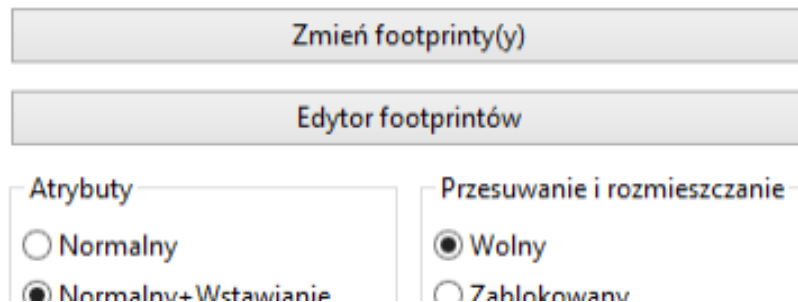 Zmień footprinty(y)
Edytor footprintów
Atrybuty
Normalny
Normalny+Wstawianie
Przesuwanie i rozmieszczanie
Wolny
Zablokowany